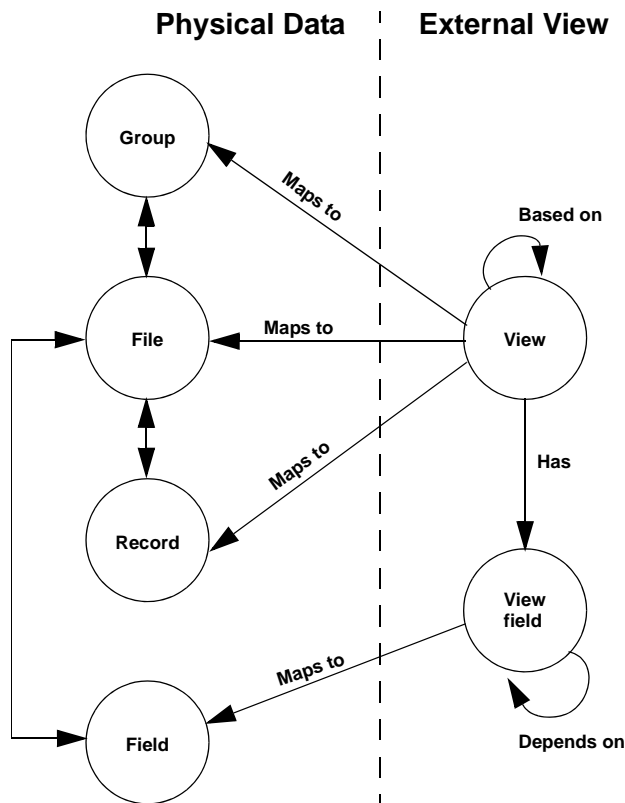 Physical Data
External View
Group
Maps to
Based on
File
Maps to
View
Maps to
Has
Record
View
field
Maps to
Field
Depends on